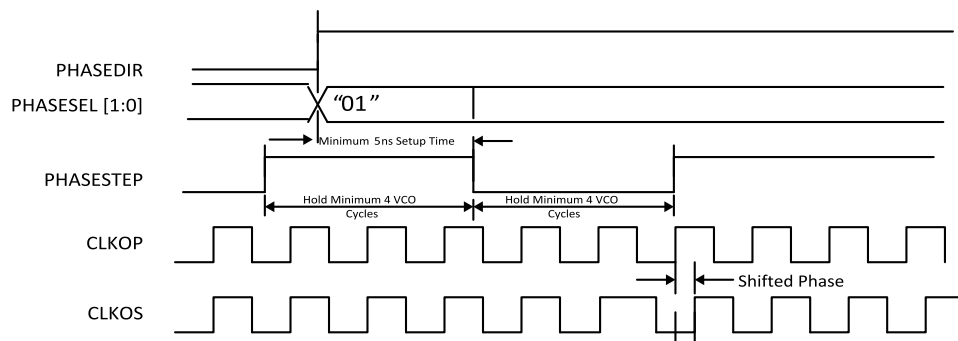 PHASEDIR
PHASESEL [1:0]
“01”
Minimum 5ns Setup Time
PHASESTEP
Hold Minimum 4 VCO
Cycles
Hold Minimum 4 VCO
Cycles
CLKOP
Shifted Phase
CLKOS